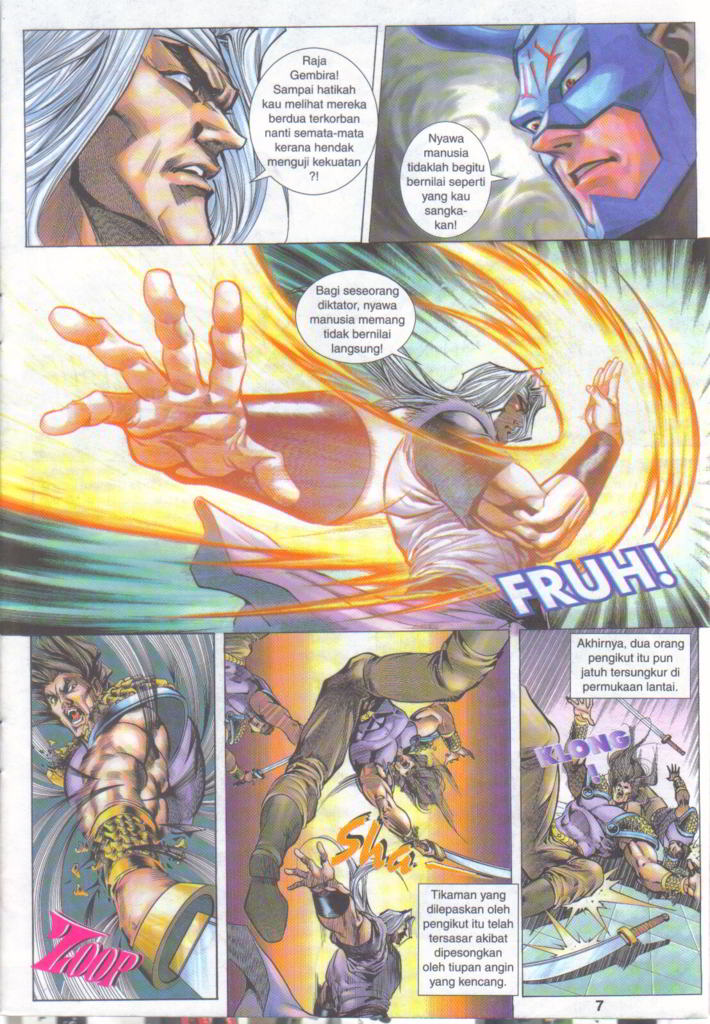 Raja
Gembira!
Sampai hatikah
kau melihat mereka
berdua terkorban
nanti semata-mata
kerana hendak
menguji kekuatan
?!
Nyawa
manusia
tidaklah begitu
bernilai seperti
yang kau
sangka-
kan!
Bagi seseorang
diktator, nyawa
manusia memang
tidak bernilai
langsung!
FRUH!
ZOOP
Sha
Tikaman yang
dilepaskan oleh
pengikut itu telah
tersasar akibat
dipesongkan
oleh tiupan angin
yang kencang.
Akhirnya, dua orang
pengikut itu pun
jatuh tersungkur di
permukaan lantai.
KLONG
!
7